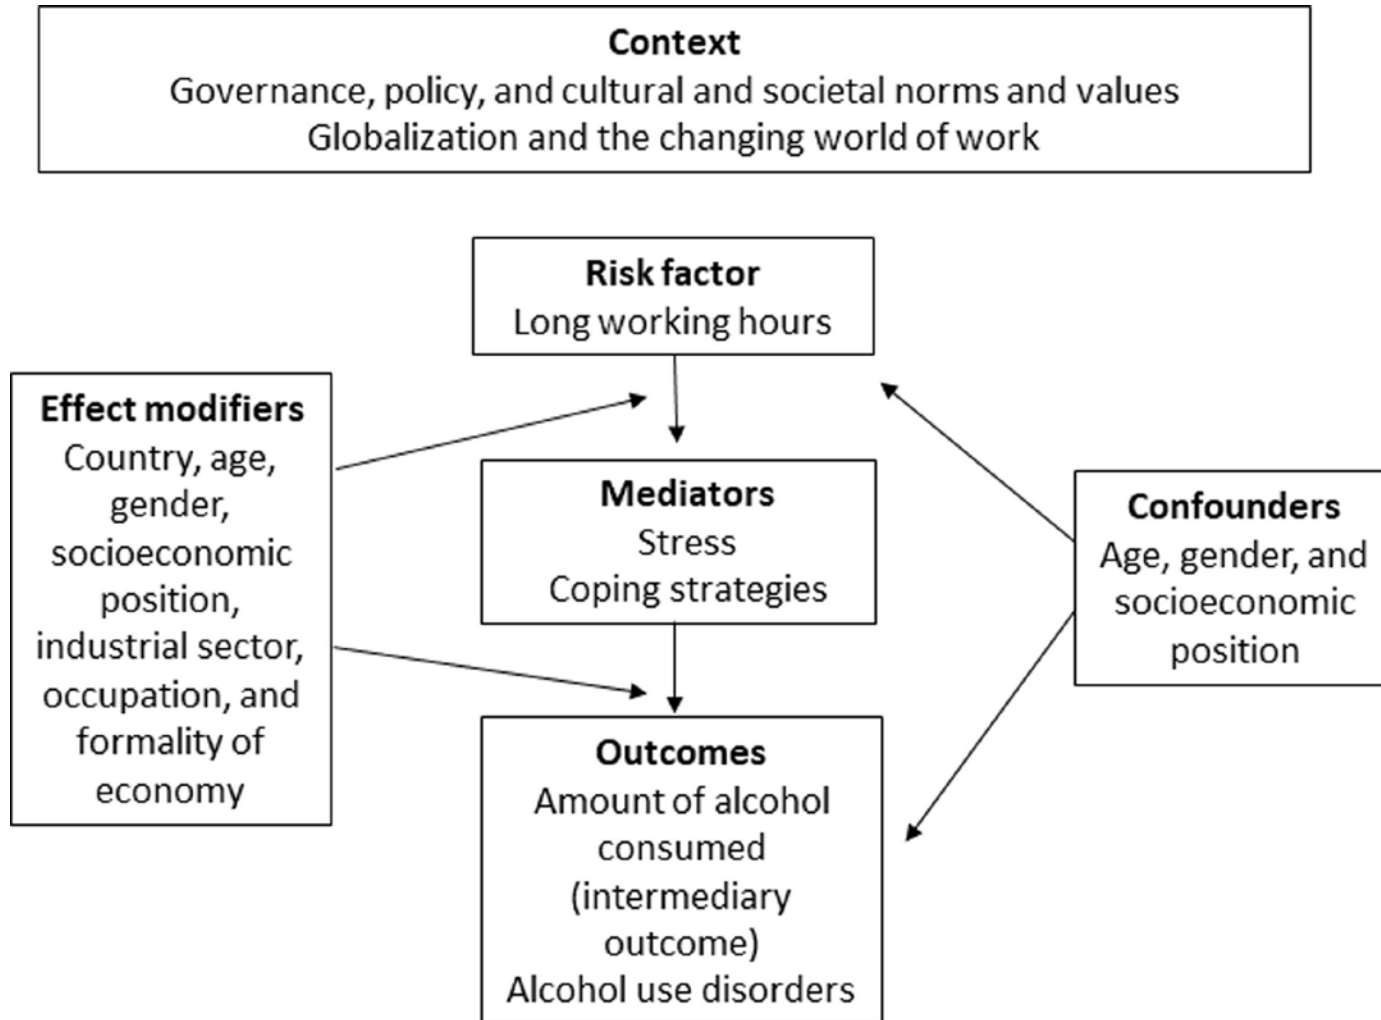 Context
Governance, policy, and cultural and societal norms and values
Globalization and the changing world of work
Risk factor
Long working hours
Effect modifiers
Country, age,
gender,
socioeconomic
position,
industrial sector,
occupation, and
formality of
economy
Mediators
Stress
Coping strategies
Confounders
Age, gender, and
socioeconomic
position
Outcomes
Amount of alcohol
consumed
(intermediary
outcome)
Alcohol use disorders